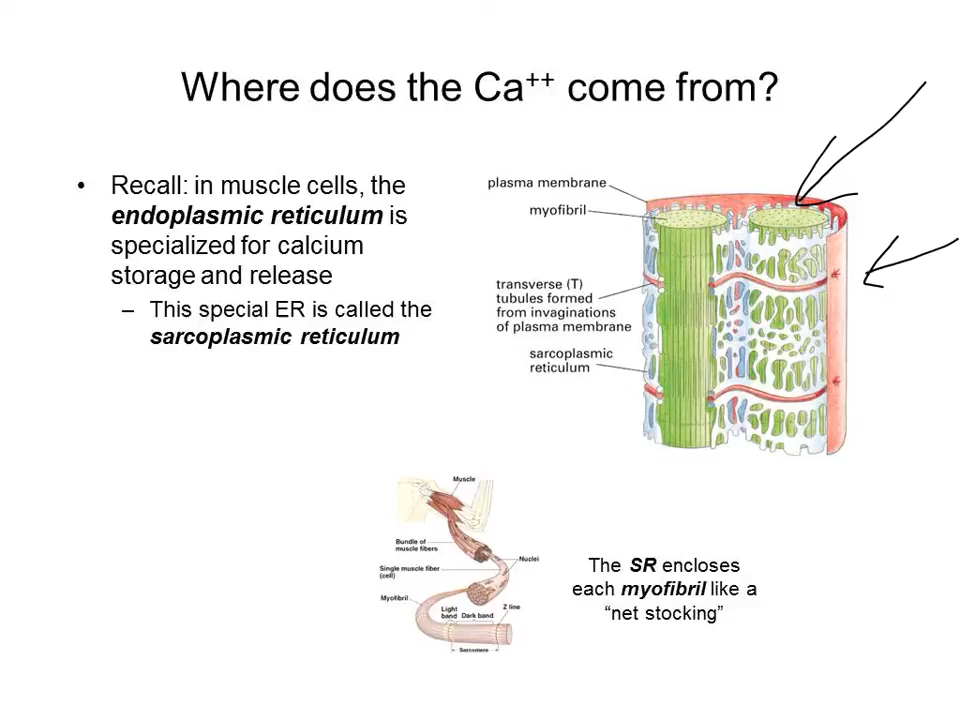 Where does the Ca++ come from?
• Recall: in muscle cells, the
endoplasmic reticulum is
specialized for calcium
storage and release
– This special ER is called the
sarcoplasmic reticulum
plasma membrane
myofibril
transverse (T)
tubules formed
from invaginations
of plasma membrane
sarcoplasmic
reticulum
Muscle
Bundle of
muscle fibers
Nuclei
Single muscle fiber
(cell)
Myofibril
Light
band
Dark band
Z line
Sarcomere
The SR encloses
each myofibril like a
“net stocking”